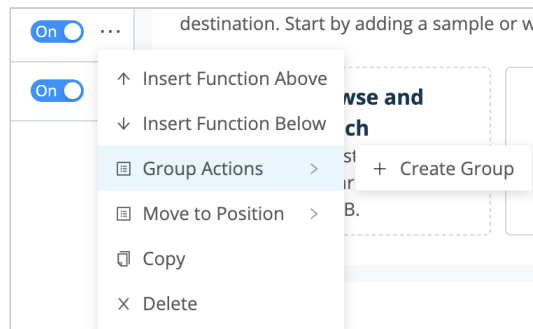 On ...
destination. Start by adding a sample or w
On
Insert Function Above
Insert Function Below
Group Actions
Create Group
Move to Position
Copy
Delete
wse and
ch
B.